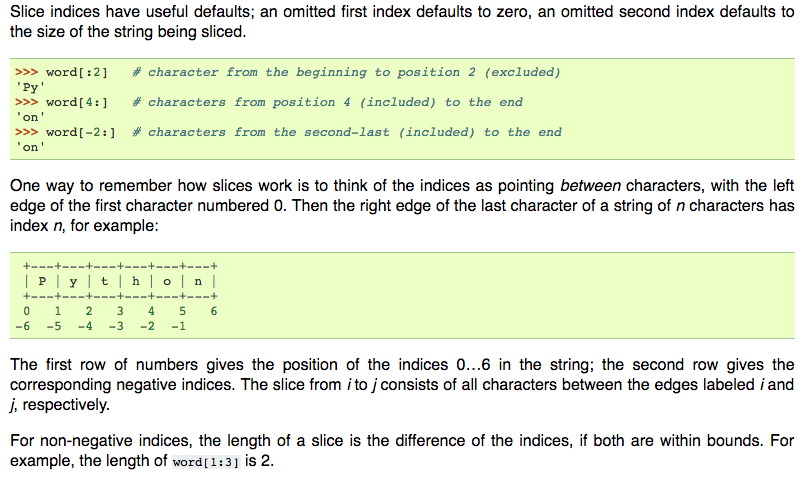 Slice indices have useful defaults; an omitted first index defaults to zero, an omitted second index defaults to
the size of the string being sliced.
>>> word[:2]   # character from the beginning to position 2 (excluded)
'Py'
>>> word[4:]   # characters from position 4 (included) to the end
'on'
>>> word[-2:]  # characters from the second-last (included) to the end
'on'
One way to remember how slices work is to think of the indices as pointing between characters, with the left
edge of the first character numbered 0. Then the right edge of the last character of a string of n characters has
index n, for example:
 +---+---+---+---+---+---+
 | P | y | t | h | o | n |
 +---+---+---+---+---+---+
 0   1   2   3   4   5   6
-6  -5  -4  -3  -2  -1
The first row of numbers gives the position of the indices 0...6 in the string; the second row gives the
corresponding negative indices. The slice from i to j consists of all characters between the edges labeled i and
j, respectively.
For non-negative indices, the length of a slice is the difference of the indices, if both are within bounds. For
example, the length of word[1:3] is 2.